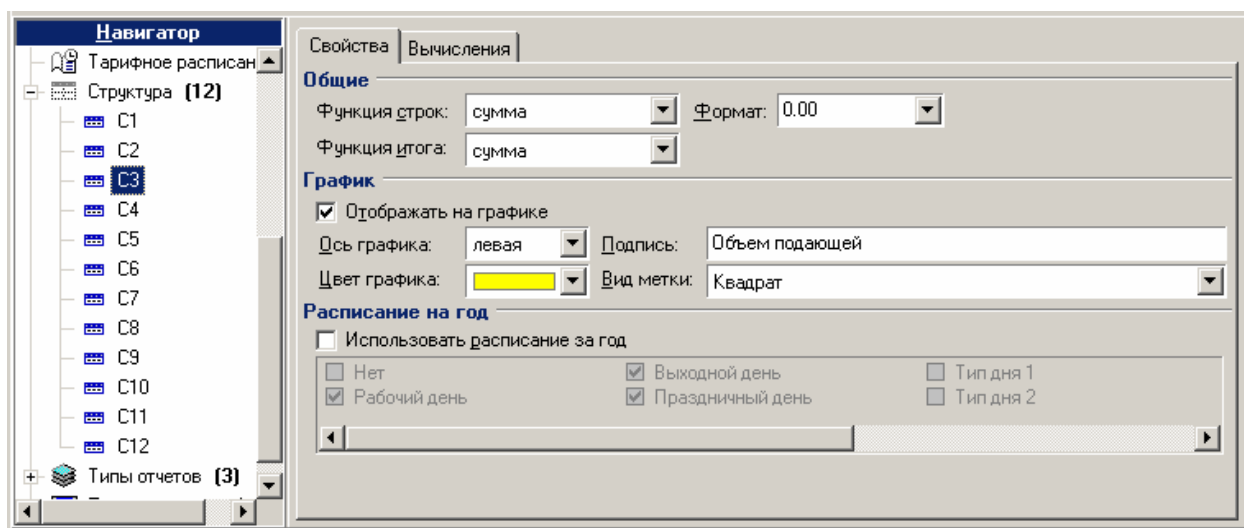 Навигатор
Тарифное расписан
Структура (12)
C1
C2
C3
C4
C5
C6
C7
C8
C9
C10
C11
C12
Типы отчетов (3)
Свойства Вычисления
Общие
Функция строк: сумма Формат: 0.00
Функция итога: сумма
График
Отображать на графике
Ось графика: левая Подпись: Объем подающей
Цвет графика: Вид метки: Квадрат
Расписание на год
Использовать расписание за год
Нет Выходной день Тип дня 1
Рабочий день Праздничный день Тип дня 2